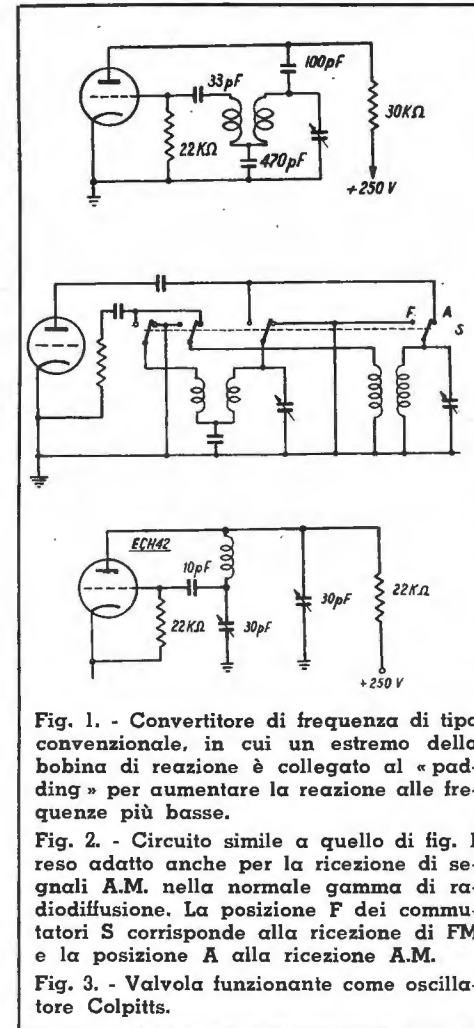 100pF
33pF
30KΩ
22KΩ
470pF
+250 V
F
A
S
ECH42
10pF
22KΩ
30pF
30pF
22KΩ
+250 V
Fig. 1. - Convertitore di frequenza di tipo
convenzionale, in cui un estremo della
bobina di reazione è collegato al « pad-
ding » per aumentare la reazione alle fre-
quenze più basse.
Fig. 2. - Circuito simile a quello di fig. 1
reso adatto anche per la ricezione di se-
gnali A.M. nella normale gamma di ra-
diodiffusione. La posizione F dei commu-
tatori S corrisponde alla ricezione di FM
e la posizione A alla ricezione A.M.
Fig. 3. - Valvola funzionante come oscilla-
tore Colpitts.